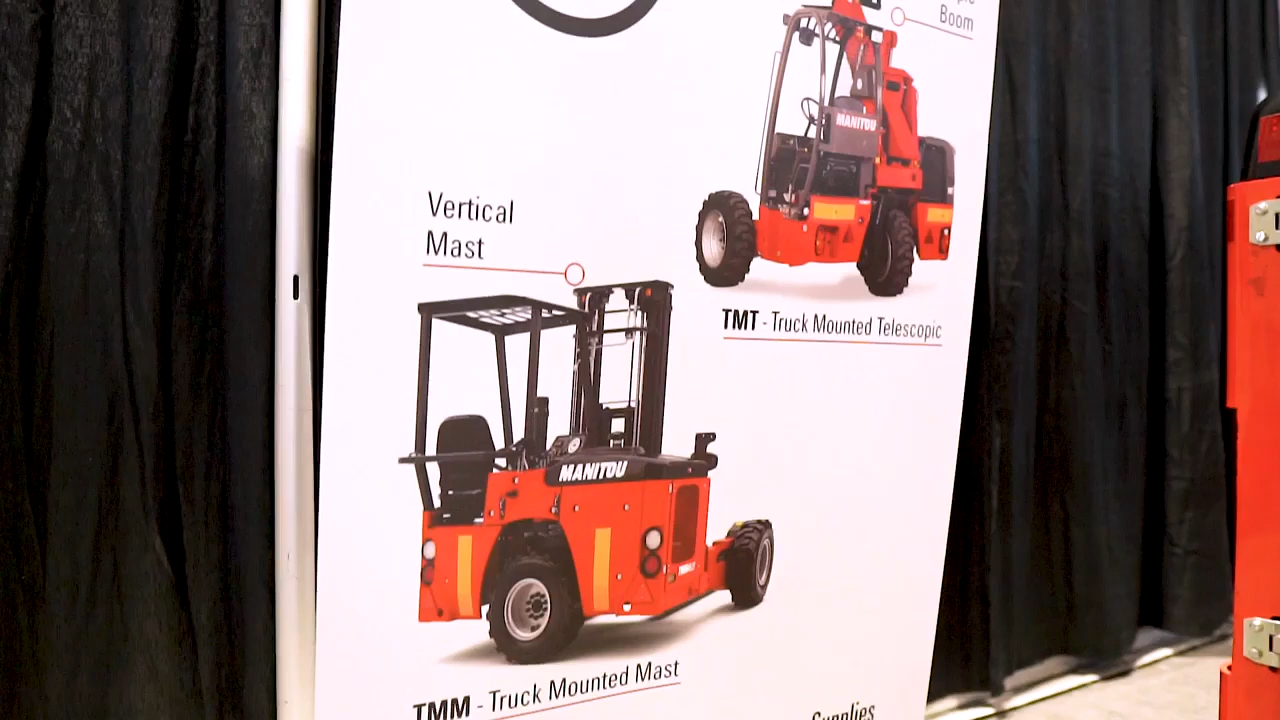 Boom
MANITOU
Vertical
Mast
TMT - Truck Mounted Telescopic
MANITOU
TMM - Truck Mounted Mast
Supplies